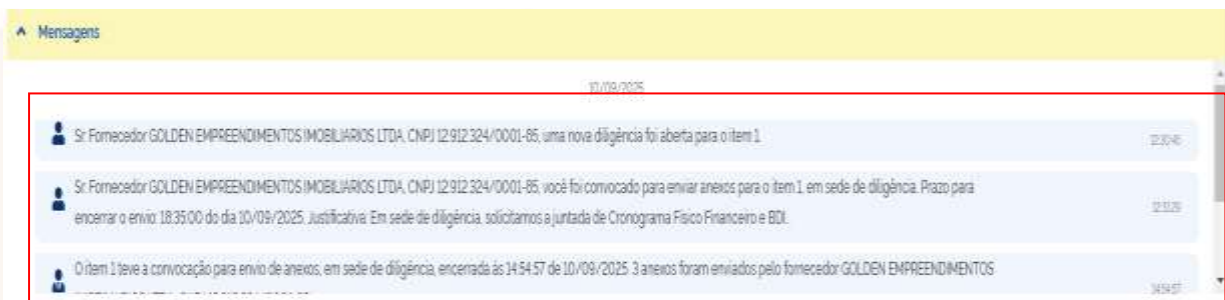 Mensagens
10/09/2025
Sr. Fornecedor GOLDEN EMPREENDIMENTOS IMOBILIARIOS LTDA, CNPJ 12.912.324/0001-85, uma nova diligência foi aberta para o item 1.
Sr. Fornecedor GOLDEN EMPREENDIMENTOS IMOBILIARIOS LTDA, CNPJ 12.912.324/0001-85, você foi convocado para enviar anexos para o item 1, em sede de diligência. Prazo para
encerrar o envio: 18:35:00 do dia 10/09/2025. Justificativa: Em sede de diligência, solicitamos a juntada de Cronograma Físico Financeiro e BDI.
O item 1 teve a convocação para envio de anexos, em sede de diligência, encerrada às 14:54:57 de 10/09/2025. 3 anexos foram enviados pelo fornecedor GOLDEN EMPREENDIMENTOS
14:54:57